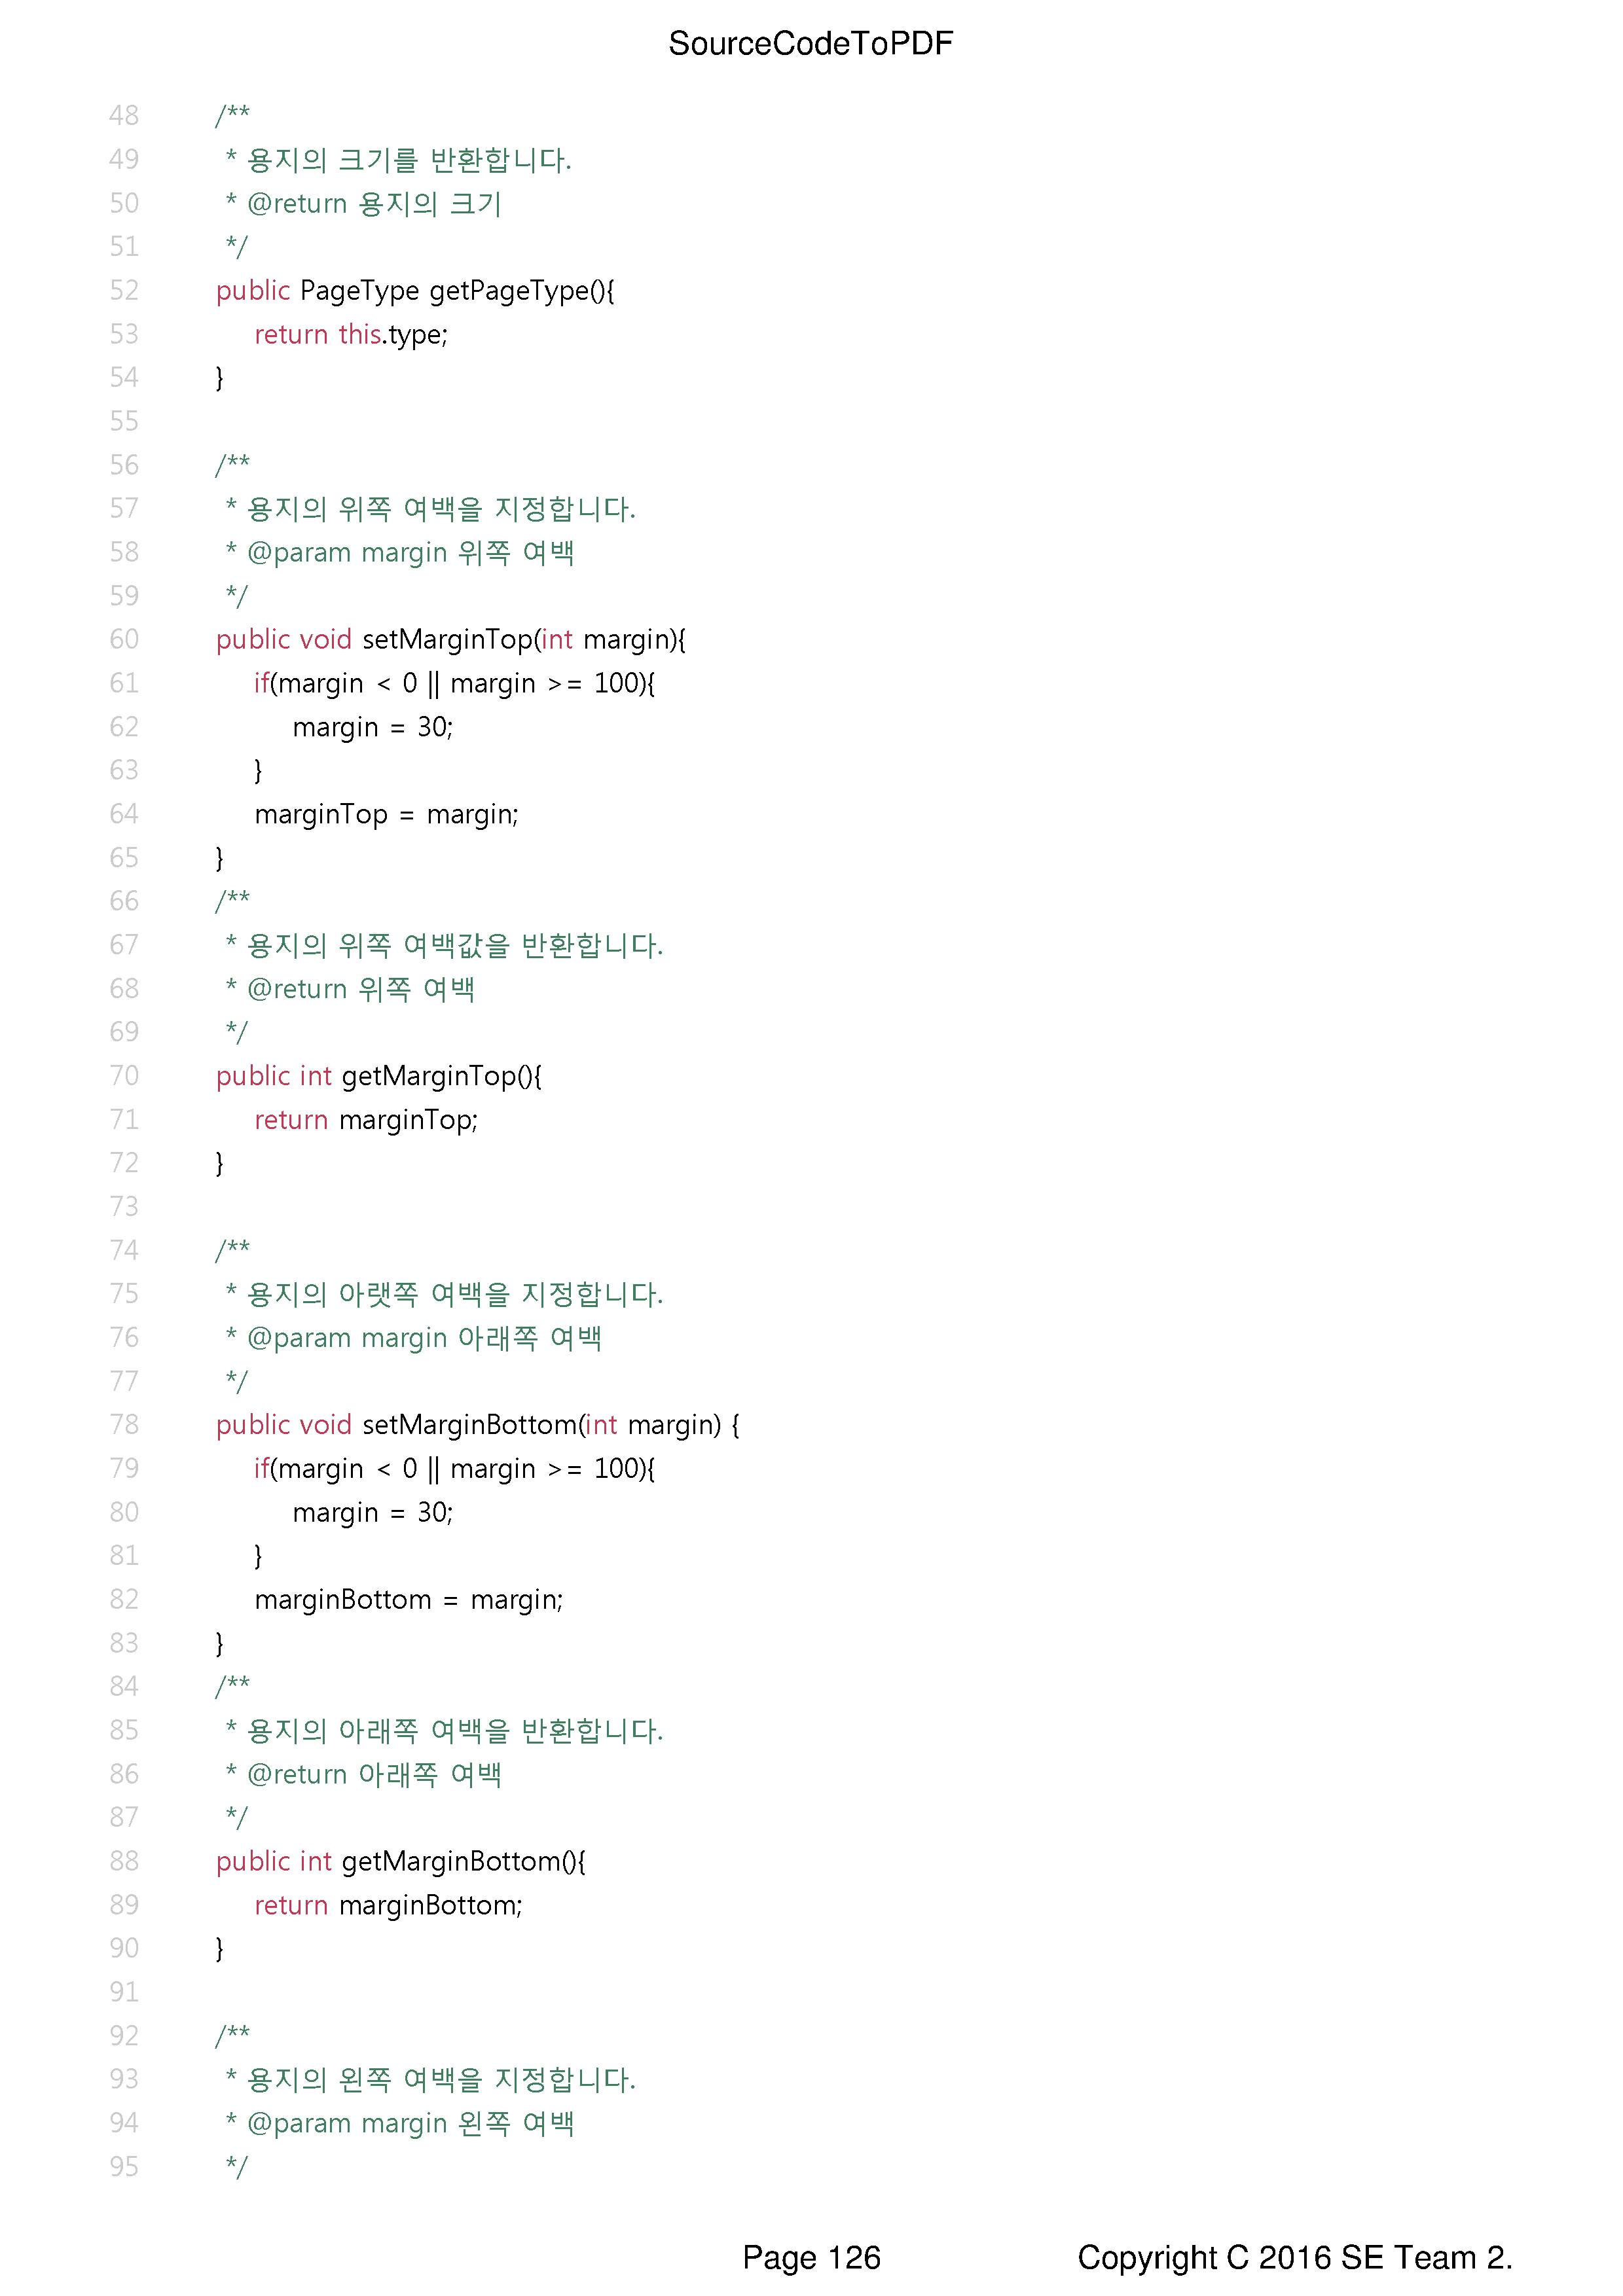 SourceCodeToPDF
48 /**
49 * 용지의 크기를 반환합니다.
50 * @return 용지의 크기
51 */
52 public PageType getPageType(){
53 return this.type;
54 }
55
56 /**
57 * 용지의 위쪽 여백을 지정합니다.
58 * @param margin 위쪽 여백
59 */
60 public void setMarginTop(int margin){
61 if(margin < 0 || margin >= 100){
62 margin = 30;
63 }
64 marginTop = margin;
65 }
66 /**
67 * 용지의 위쪽 여백값을 반환합니다.
68 * @return 위쪽 여백
69 */
70 public int getMarginTop(){
71 return marginTop;
72 }
73
74 /**
75 * 용지의 아랫쪽 여백을 지정합니다.
76 * @param margin 아래쪽 여백
77 */
78 public void setMarginBottom(int margin) {
79 if(margin < 0 || margin >= 100){
80 margin = 30;
81 }
82 marginBottom = margin;
83 }
84 /**
85 * 용지의 아래쪽 여백을 반환합니다.
86 * @return 아래쪽 여백
87 */
88 public int getMarginBottom(){
89 return marginBottom;
90 }
91
92 /**
93 * 용지의 왼쪽 여백을 지정합니다.
94 * @param margin 왼쪽 여백
95 */
Page 126 Copyright C 2016 SE Team 2.